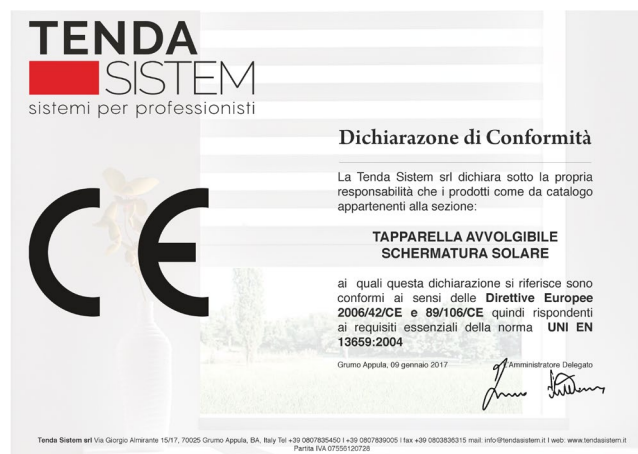 TENDA
SISTEM
sistemi per professionisti
Dichiarazone di Conformità
La Tenda Sistem srl dichiara sotto la propria
responsabilità che i prodotti come da catalogo
appartenenti alla sezione:
CE
TAPPARELLA AVVOLGIBILE
SCHERMATURA SOLARE
ai quali questa dichiarazione si riferisce sono
conformi ai sensi delle Direttive Europee
2006/42/CE e 89/106/CE quindi rispondenti
ai requisiti essenziali della norma UNI EN
13659:2004
Grumo Appula, 09 gennaio 2017
l'Amministratore Delegato
Tenda Sistem srl Via Giorgio Almirante 15/17, 70025 Grumo Appula, BA, Italy Tel +39 0807835450 I +39 0807839005 I fax +39 0803836315 mail: info@tendasistem.it I web: www.tendasistem.it
Partita IVA 07556120728